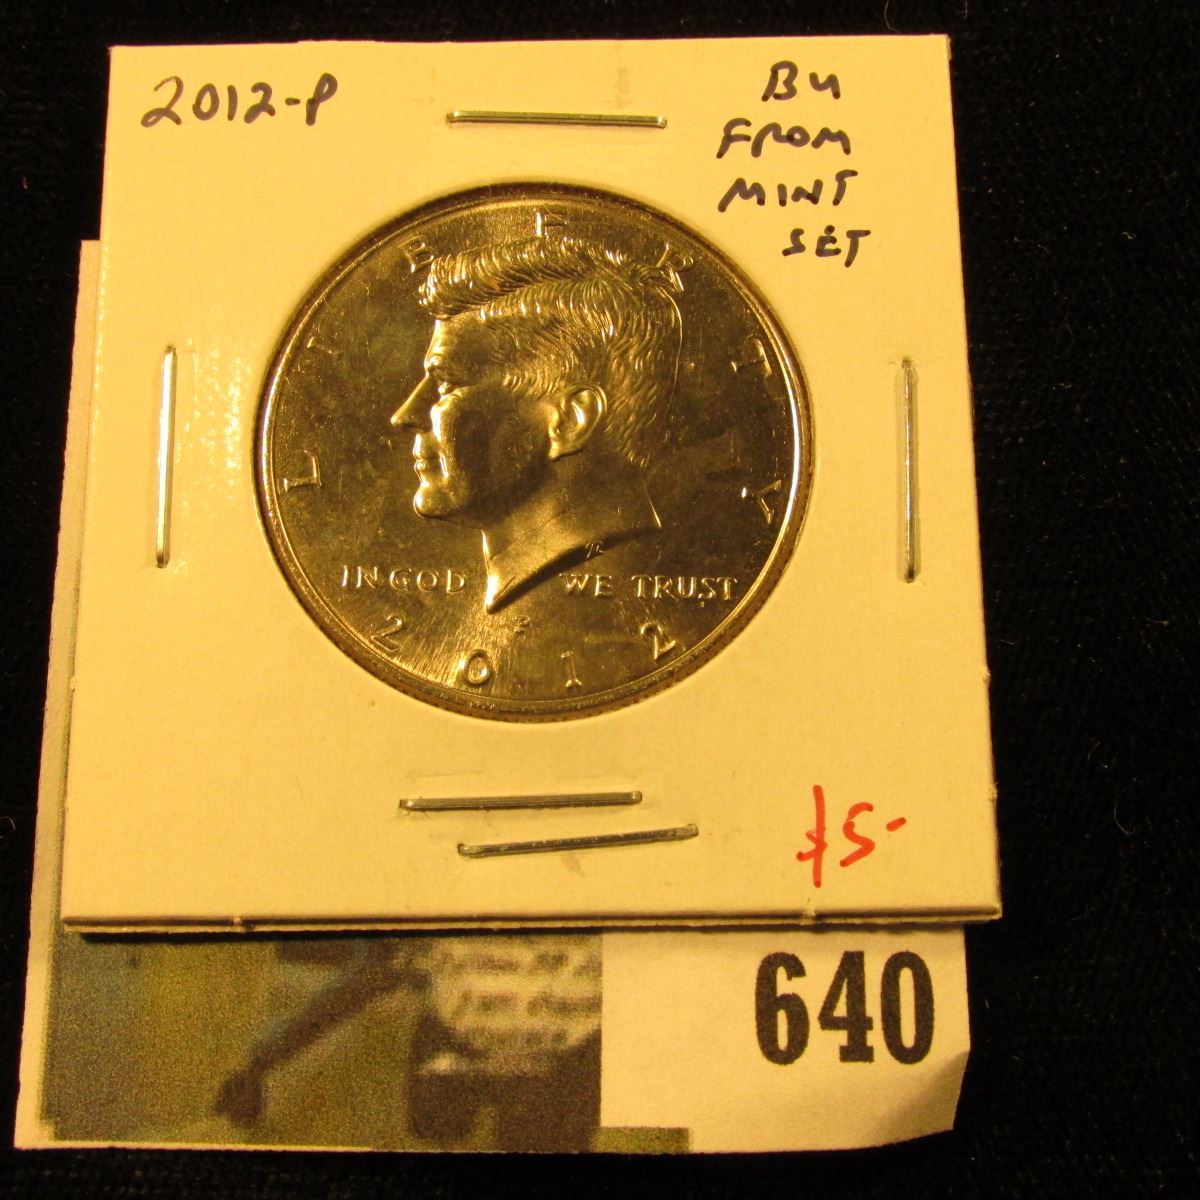 2012-P
BU
FROM
MINT
SET
LIBERTY
IN GOD WE TRUST
P
2012
$5-
640